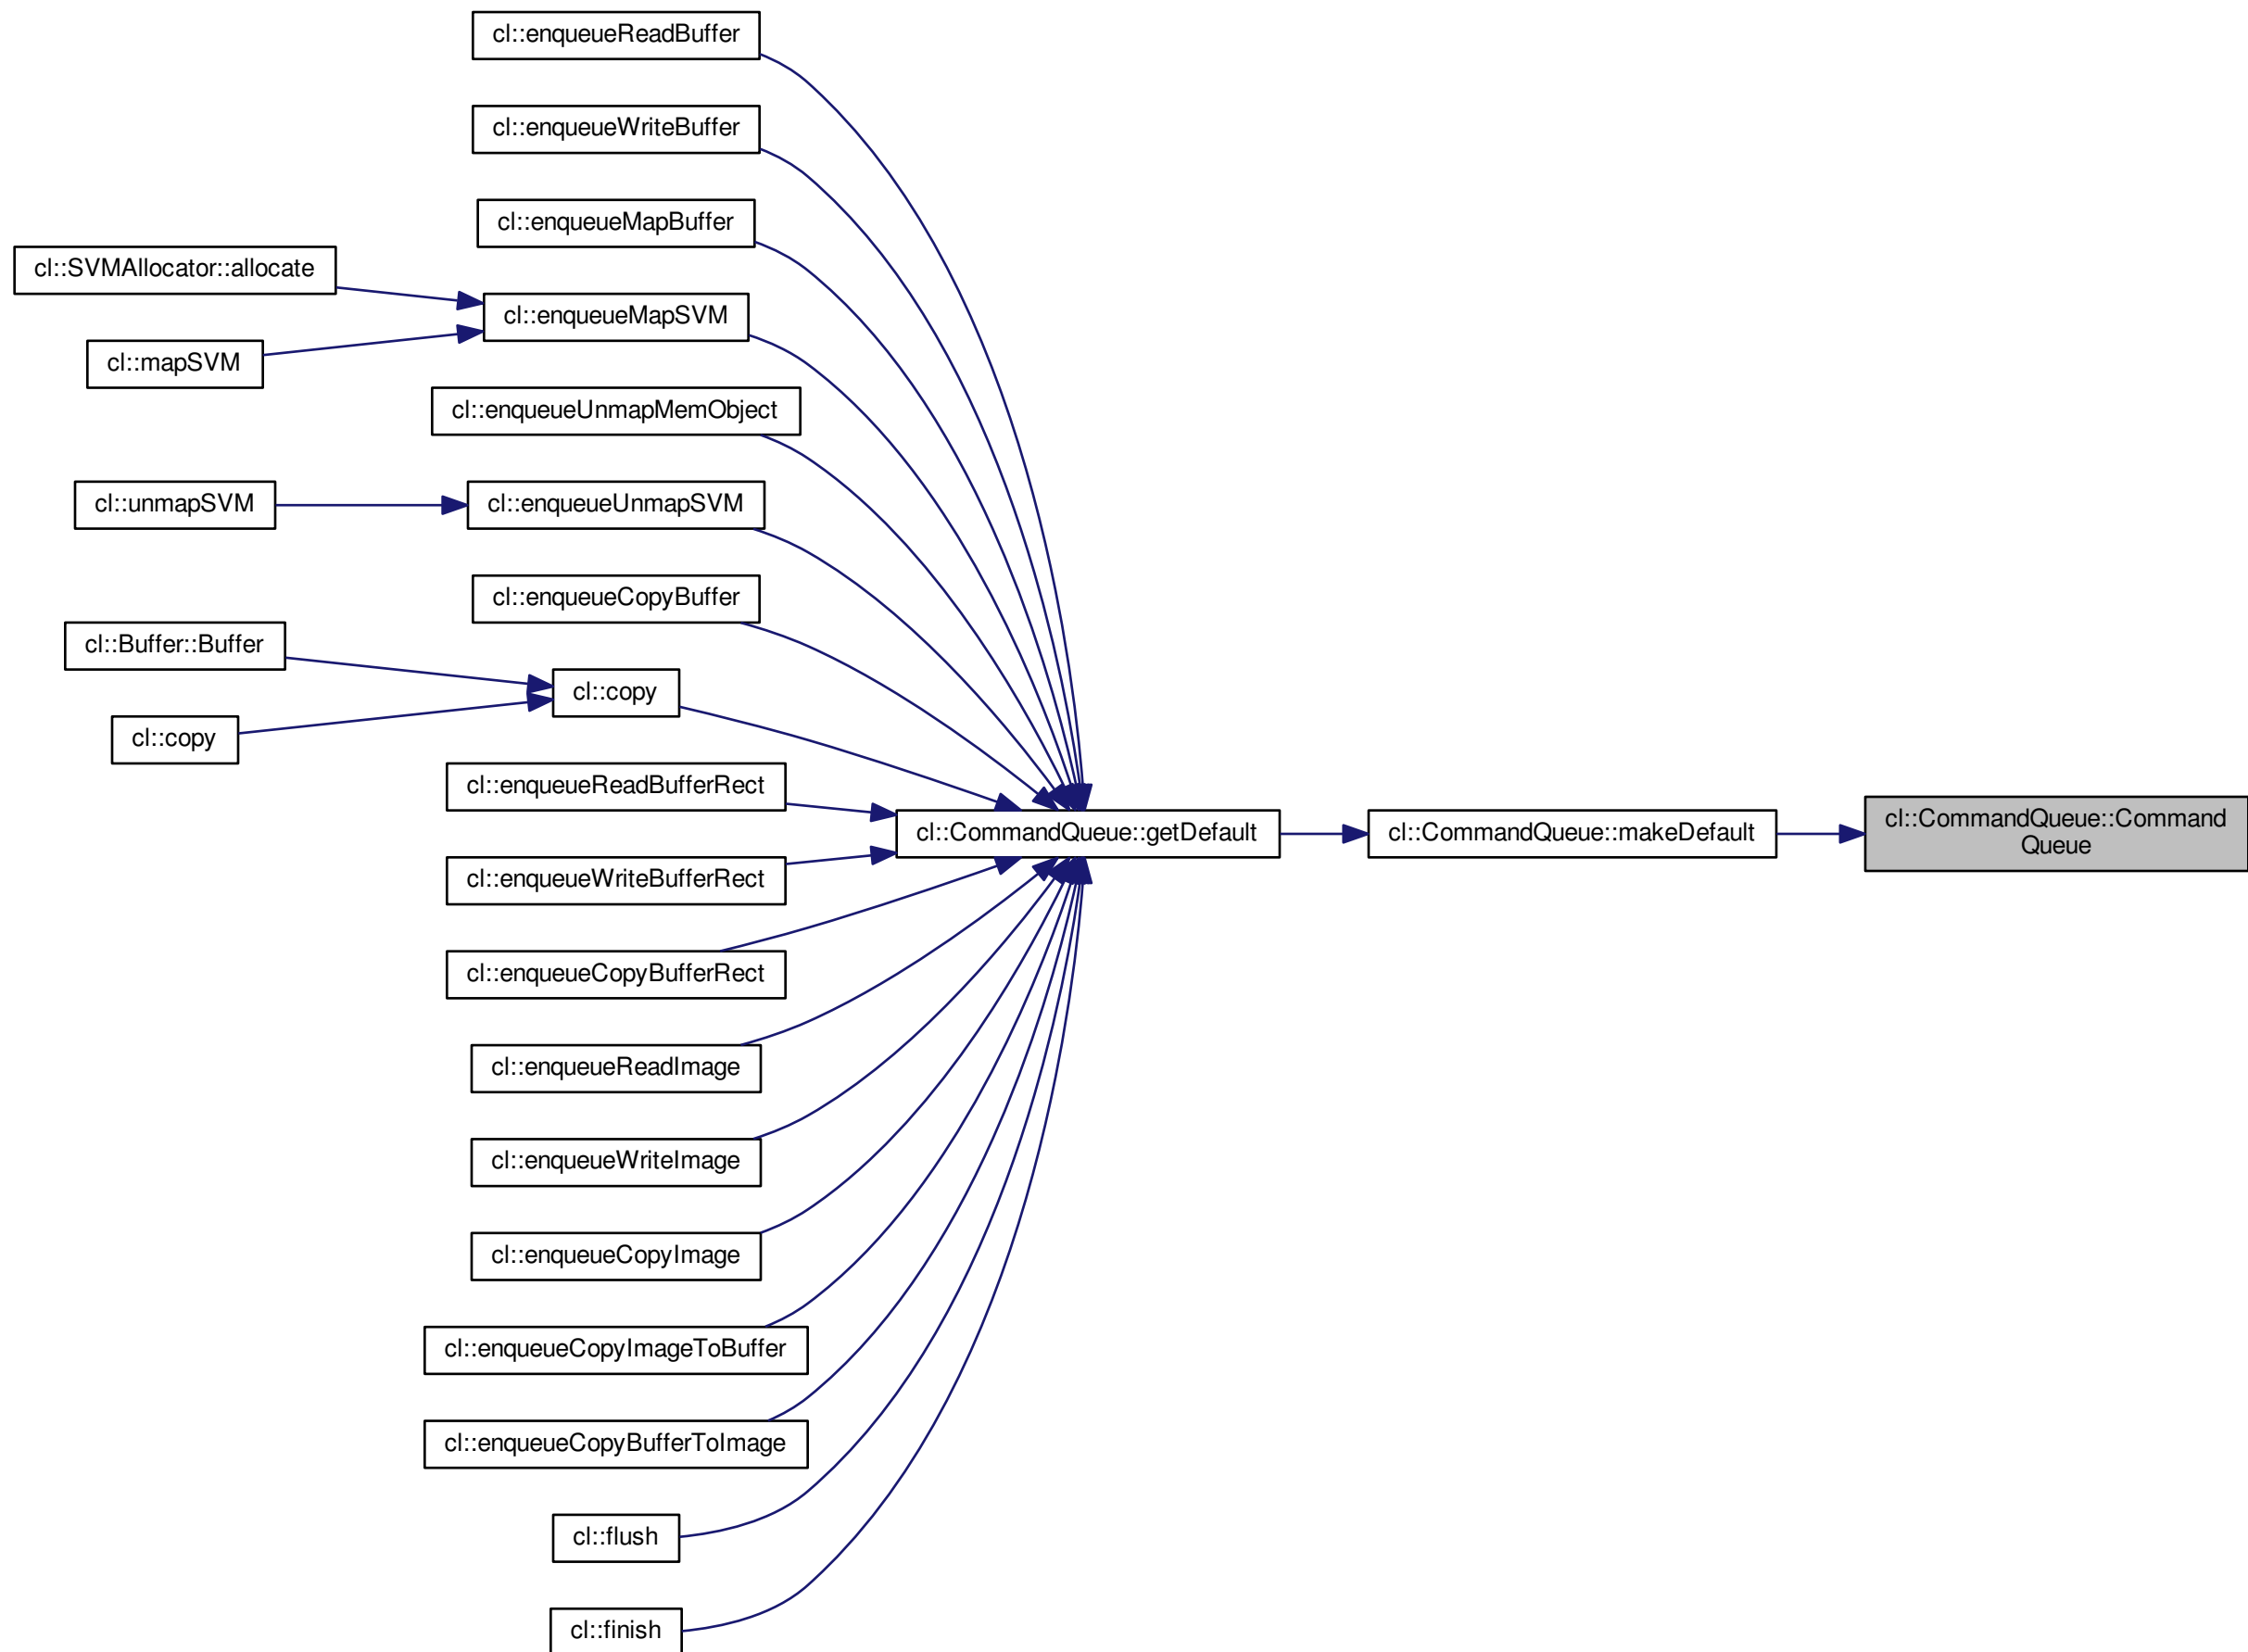 cl::enqueueReadBuffer
cl::enqueueWriteBuffer
cl::enqueueMapBuffer
cl::SVMAllocator::allocate
cl::enqueueMapSVM
cl::mapSVM
cl::enqueueUnmapMemObject
cl::unmapSVM
cl::enqueueUnmapSVM
cl::enqueueCopyBuffer
cl::Buffer::Buffer
cl::copy
cl::copy
cl::enqueueReadBufferRect
cl::CommandQueue::getDefault
cl::CommandQueue::makeDefault
cl::CommandQueue::Command
Queue
cl::enqueueWriteBufferRect
cl::enqueueCopyBufferRect
cl::enqueueReadImage
cl::enqueueWriteImage
cl::enqueueCopyImage
cl::enqueueCopyImageToBuffer
cl::enqueueCopyBufferToImage
cl::flush
cl::finish